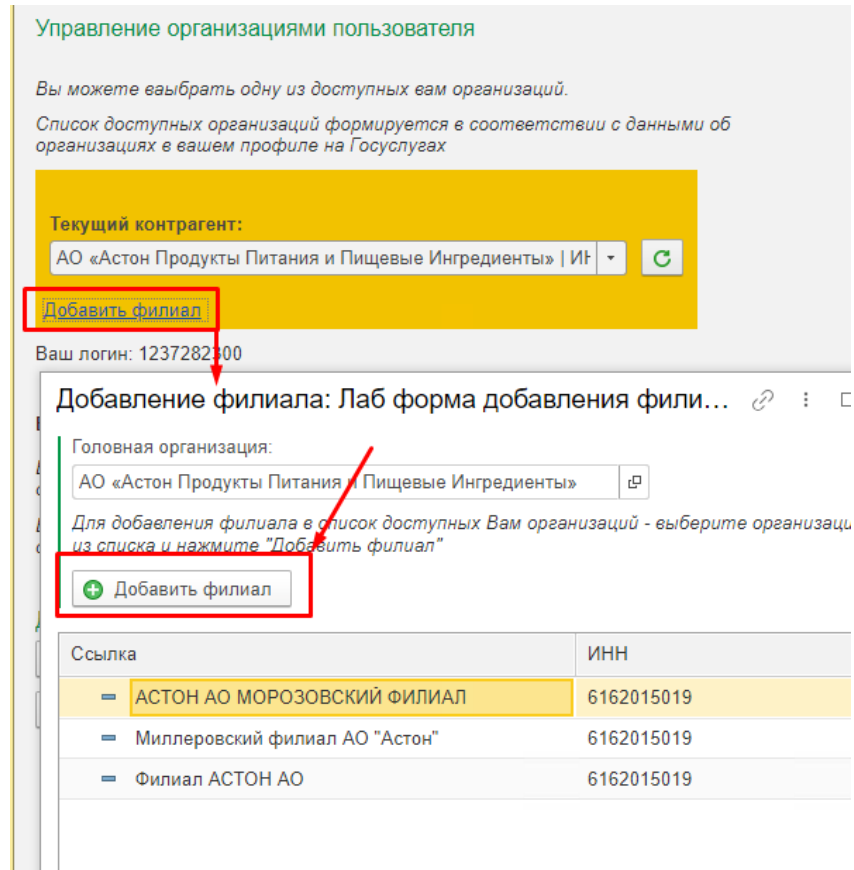 Управление организациями пользователя
Вы можете ваыбрать одну из доступных вам организаций.
Список доступных организаций формируется в соответствии с данными об
организациях в вашем профиле на Госуслугах
Текущий контрагент:
АО «Астон Продукты Питания и Пищевые Ингредиенты» | ИН
Добавить филиал
Ваш логин: 1237282300
Добавление филиала: Лаб форма добавления фили...
Головная организация:
АО «Астон Продукты Питания и Пищевые Ингредиенты»
Для добавления филиала в список доступных Вам организаций - выберите организаци
из списка и нажмите "Добавить филиал"
Добавить филиал
Ссылка ИНН
АСТОН АО МОРОЗОВСКИЙ ФИЛИАЛ 6162015019
Миллеровский филиал АО "Астон" 6162015019
Филиал АСТОН АО 6162015019